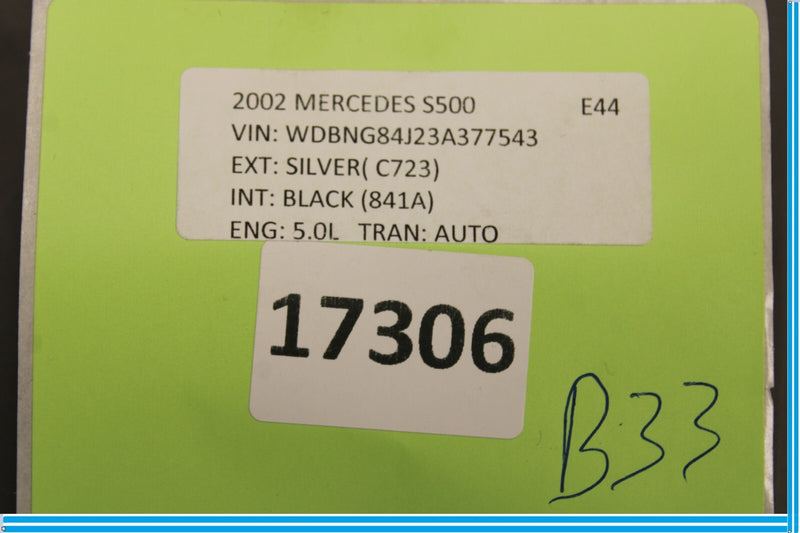 2002 MERCEDES S500 E44
VIN: WDBNG84J23A377543
EXT: SILVER( C723)
INT: BLACK (841A)
ENG: 5.0L TRAN: AUTO
17306
B33